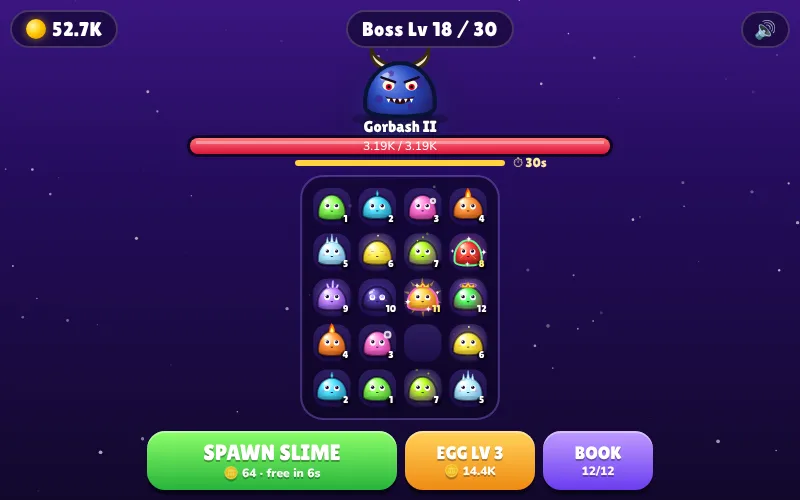 52.7K
Boss Lv 18 / 30
Gorbash II
3.19K / 3.19K
30s
1 2 3 4
5 6 7 8
9 10 11 12
4 3 6
2 1 7 5
SPAWN SLIME
64 - free in 6s
EGG LV 3
14.4K
BOOK
12/12